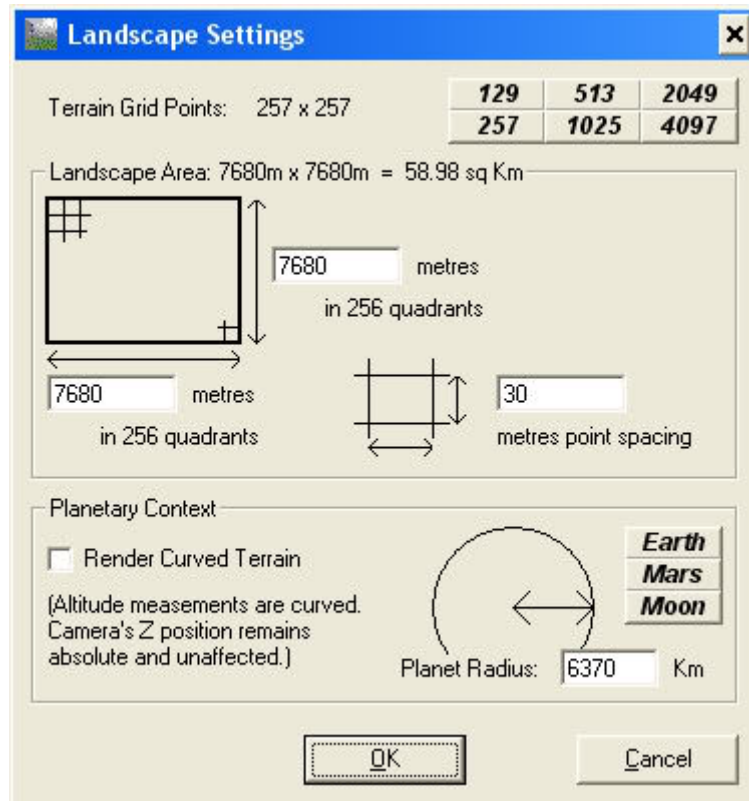 Landscape Settings
Terrain Grid Points: 257 x 257
129 513 2049
257 1025 4097
Landscape Area: 7680m x 7680m = 58.98 sq Km
7680 metres
in 256 quadrants
7680 metres
in 256 quadrants
30
metres point spacing
Planetary Context
Render Curved Terrain
(Altitude measements are curved.
Camera's Z position remains
absolute and unaffected.)
Earth
Mars
Moon
Planet Radius: 6370 Km
OK Cancel